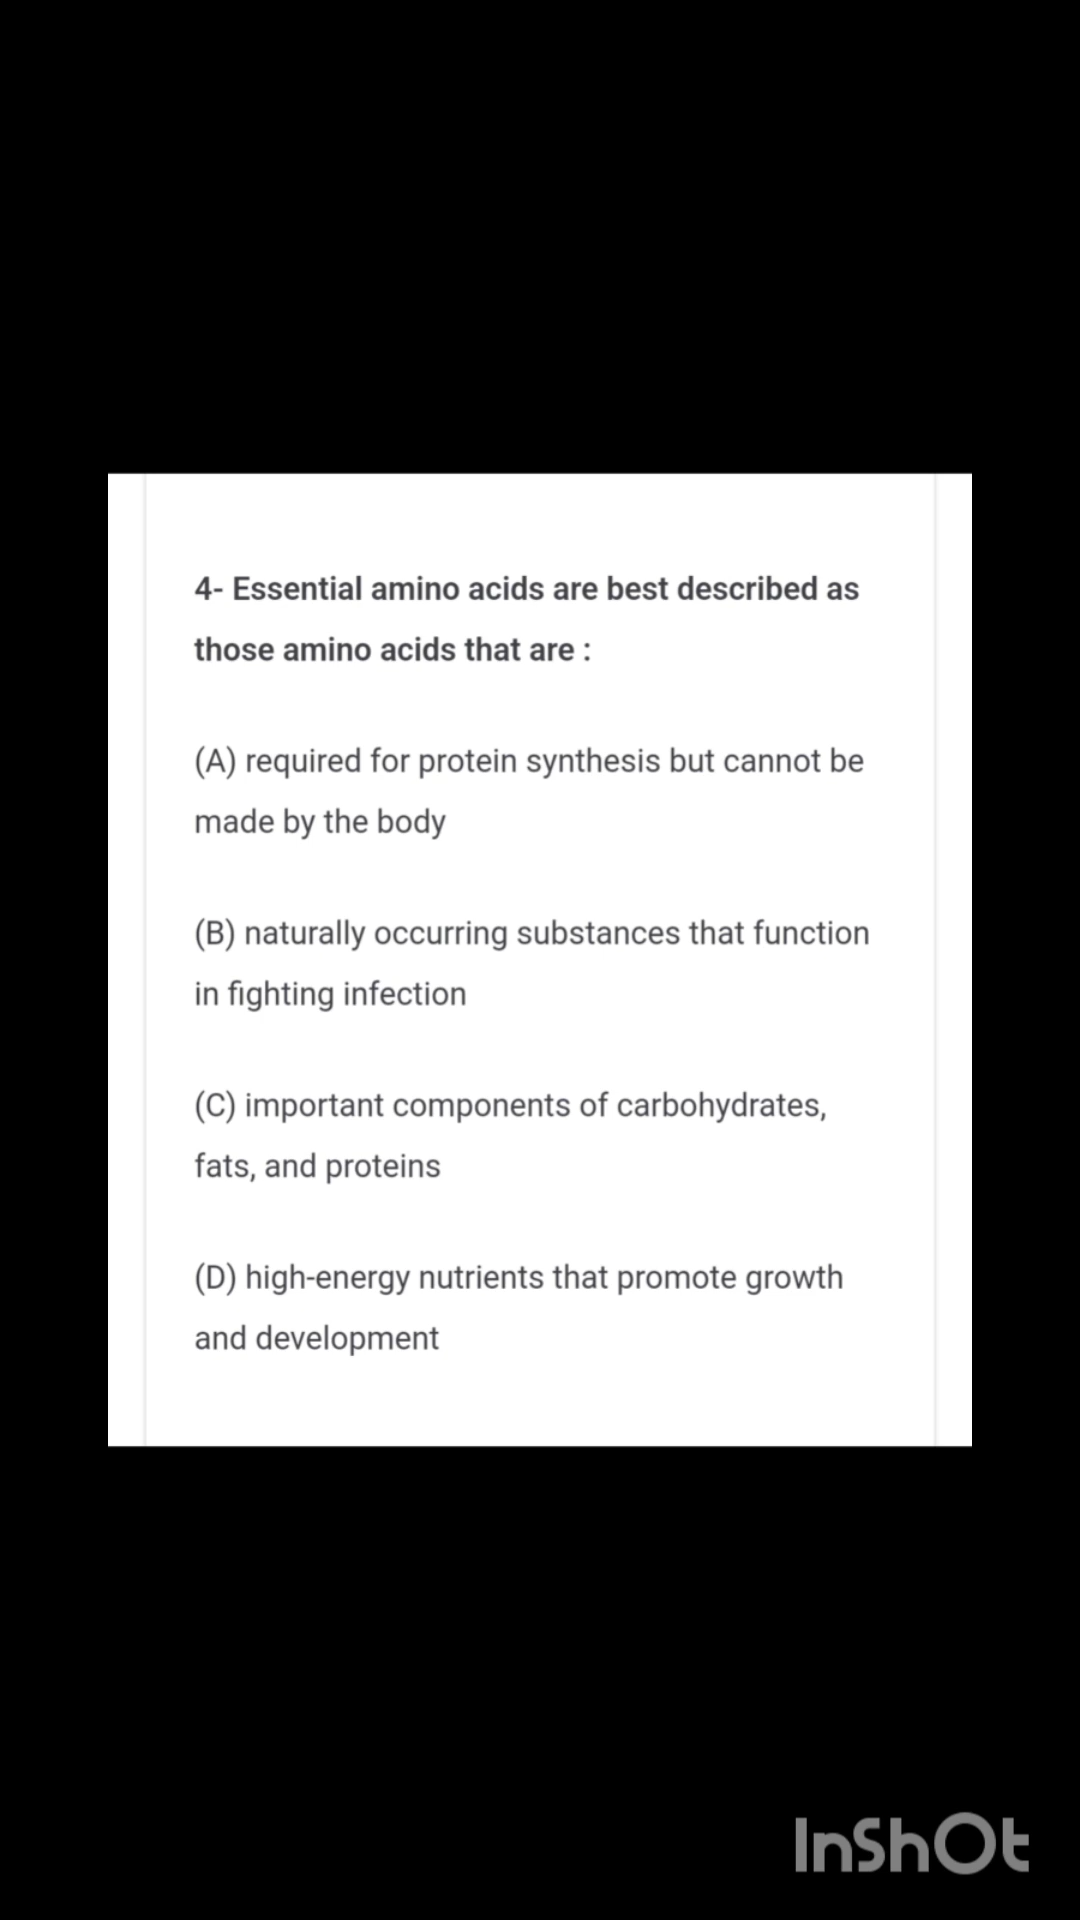 4- Essential amino acids are best described as
those amino acids that are :
(A) required for protein synthesis but cannot be
made by the body
(B) naturally occurring substances that function
in fighting infection
(C) important components of carbohydrates,
fats, and proteins
(D) high-energy nutrients that promote growth
and development
InShOt